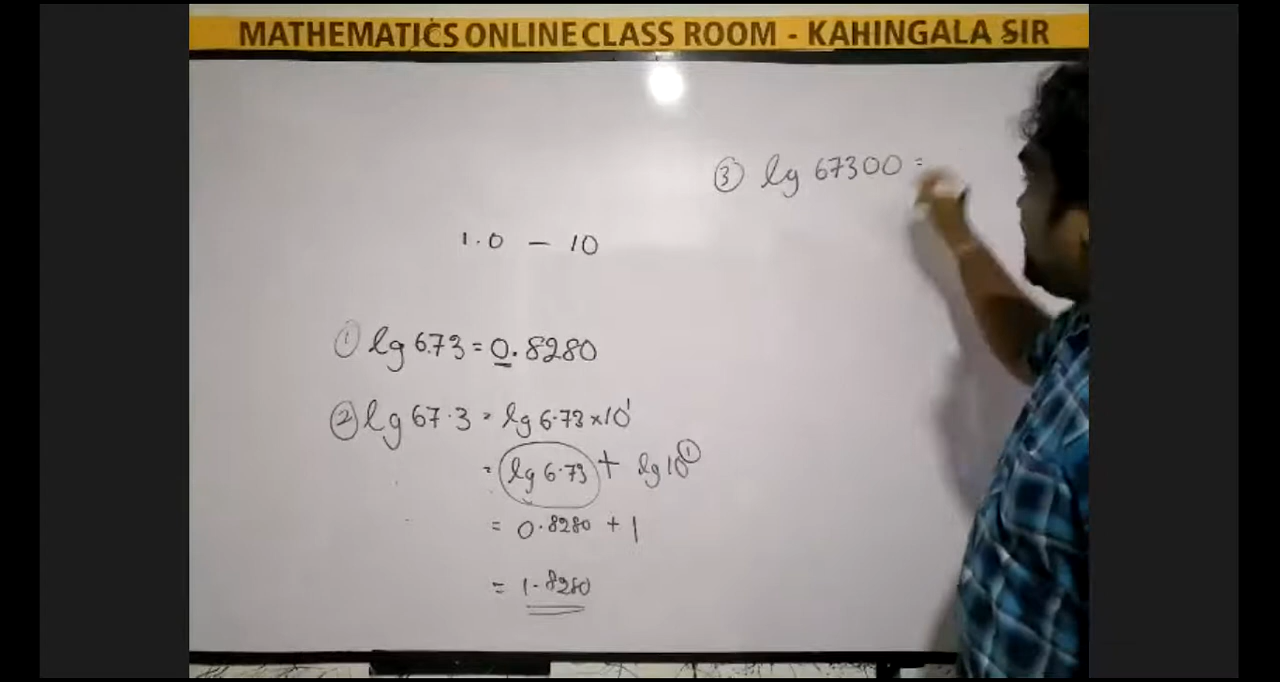 MATHEMATICS ONLINE CLASS ROOM - KAHINGALA SIR
③ lg 67300 =
1.0 — 10
① lg 6.73 = 0.8280
② lg 67.3 = lg 6.73 × 10¹
= lg 6.73 + lg 10¹
= 0.8280 + 1
= 1.8280